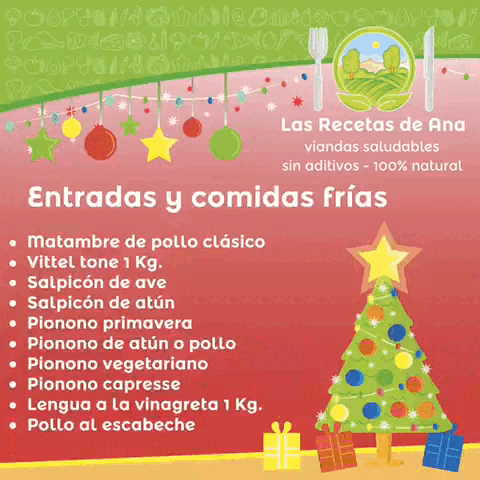 Las Recetas de Ana
viandas saludables
sin aditivos - 100% natural
Entradas y comidas frías
• Matambre de pollo clásico
• Vittel tone 1 Kg.
• Salpicón de ave
• Salpicón de atún
• Pionono primavera
• Pionono de atún o pollo
• Pionono vegetariano
• Pionono capresse
• Lengua a la vinagreta 1 Kg.
• Pollo al escabeche